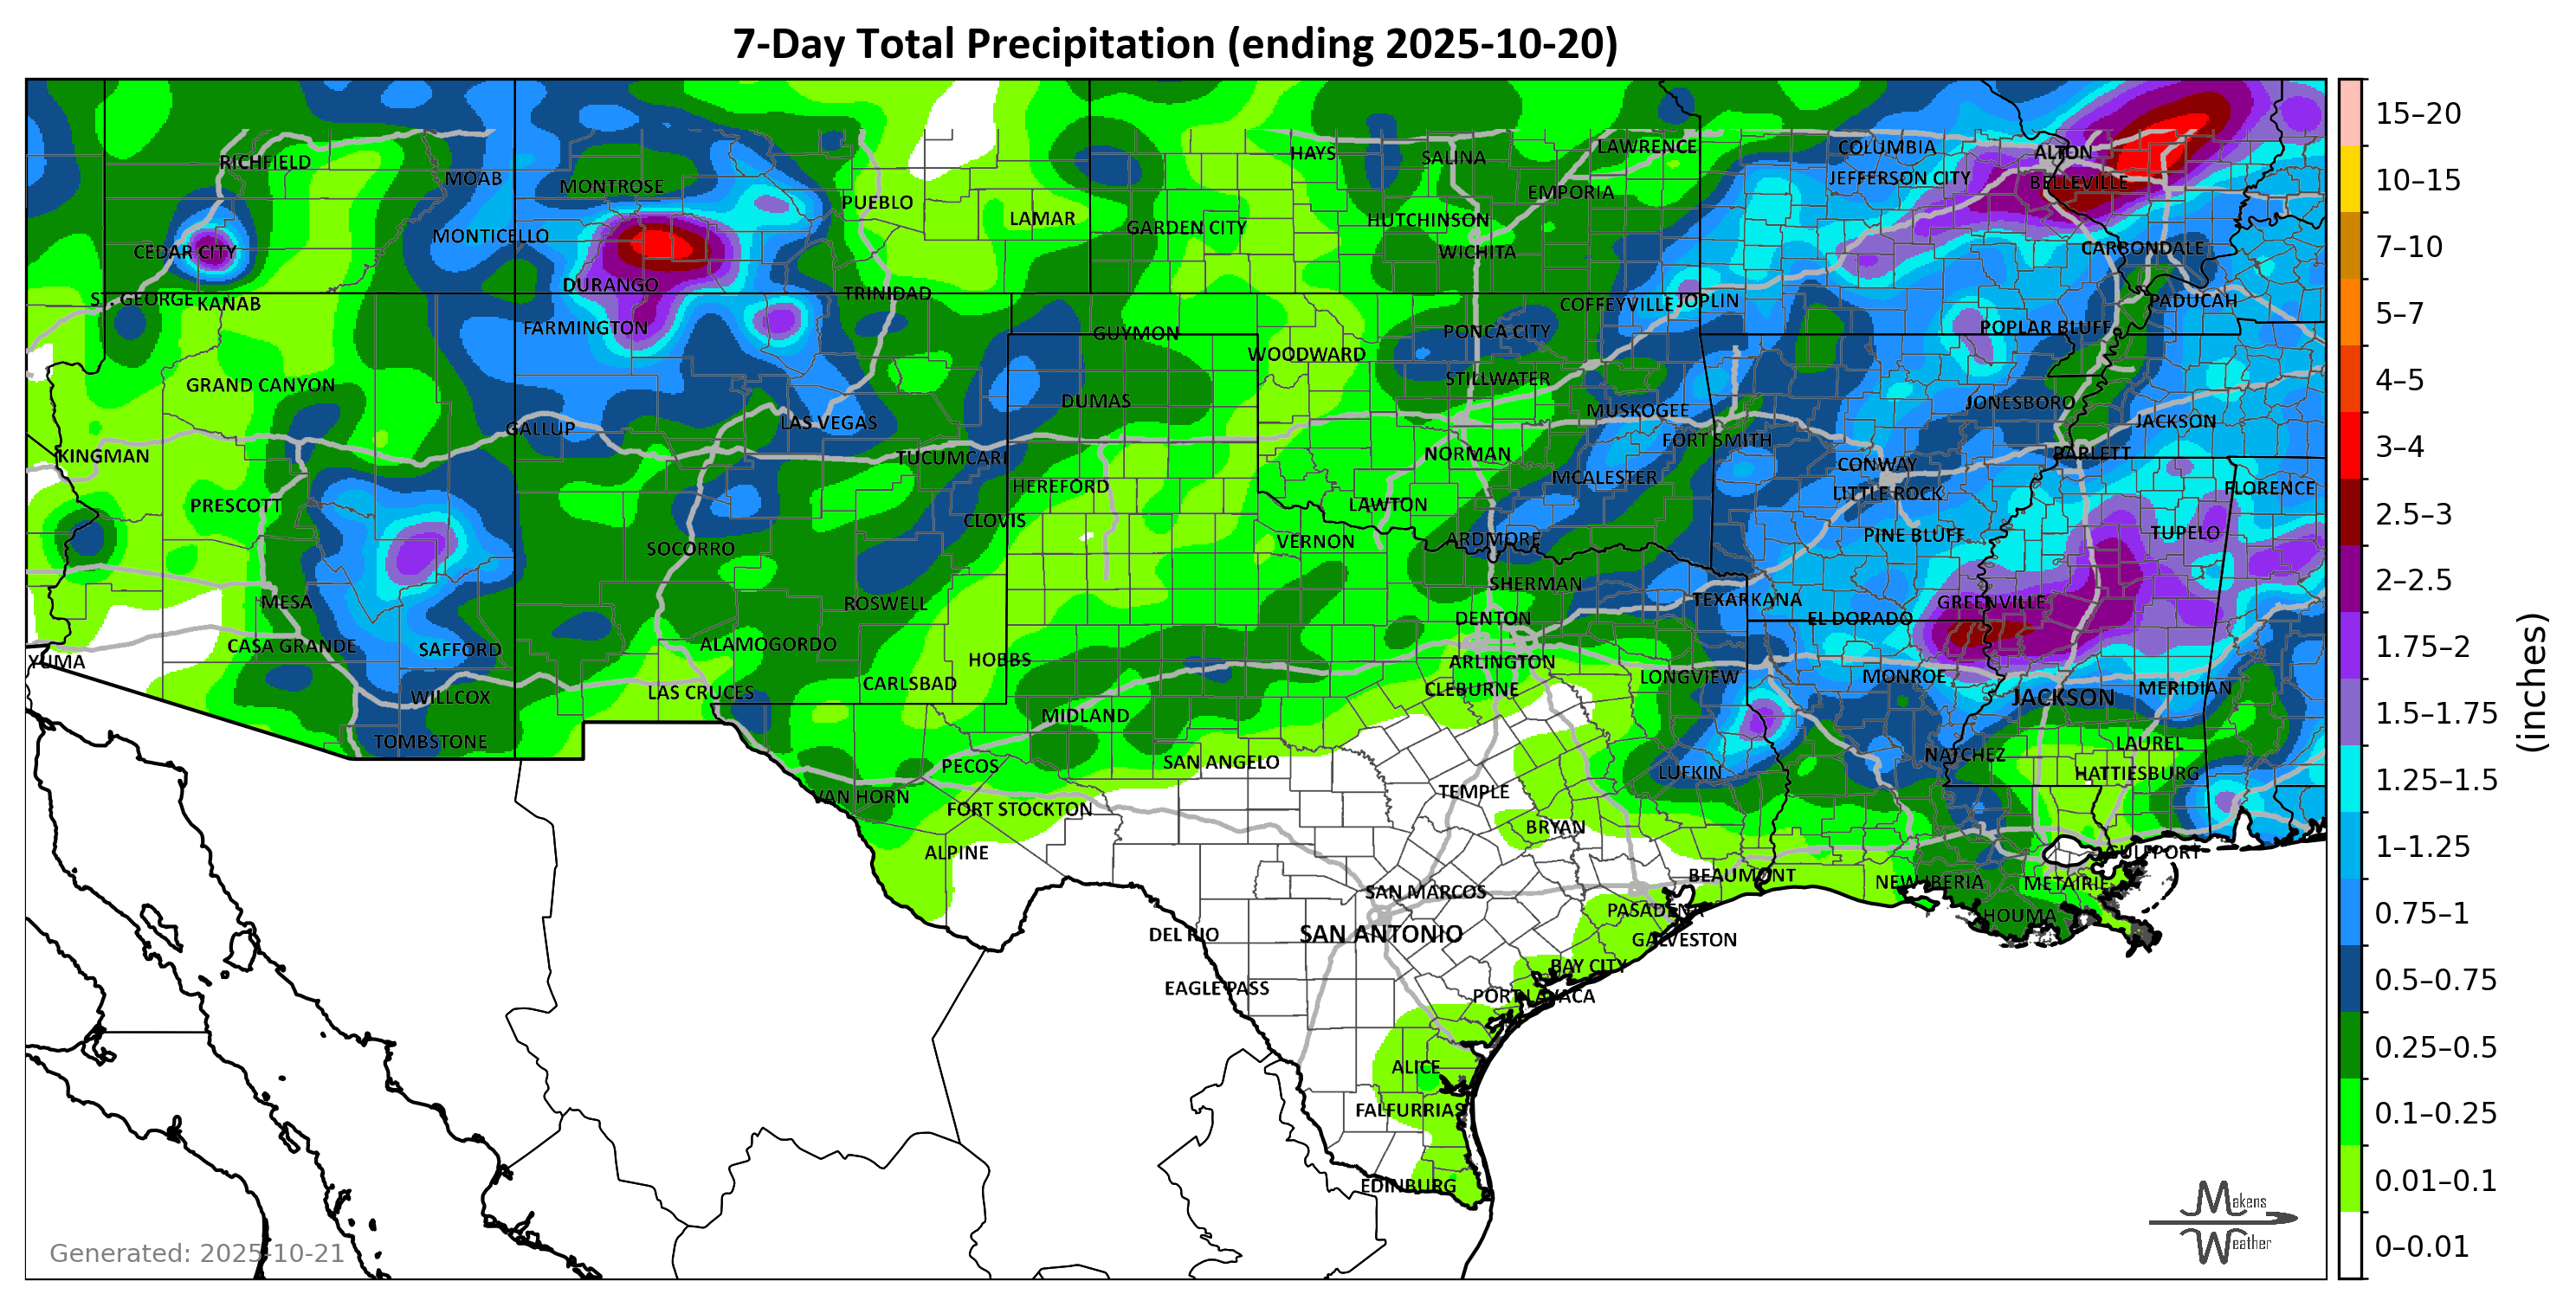 7-Day Total Precipitation (ending 2025-10-20)
RICHFIELD
MOAB
MONTROSE
PUEBLO
LAMAR
HAYS
SALINA
LAWRENCE
COLUMBIA
ALTON
JEFFERSON CITY
BELLEVILLE
EMPORIA
HUTCHINSON
GARDEN CITY
WICHITA
CEDAR CITY
MONTICELLO
CARBONDALE
DURANGO
TRINIDAD
ST. GEORGE
KANAB
COFFEYVILLE
JOPLIN
PADUCAH
FARMINGTON
GUYMON
PONCA CITY
POPLAR BLUFF
WOODWARD
STILLWATER
GRAND CANYON
DUMAS
MUSKOGEE
JONESBORO
JACKSON
GALLUP
LAS VEGAS
FORT SMITH
KINGMAN
TUCUMCARI
NORMAN
BARLETT
CONWAY
MCALESTER
HEREFORD
LITTLE ROCK
FLORENCE
PRESCOTT
LAWTON
CLOVIS
SOCORRO
VERNON
ARDMORE
PINE BLUFF
TUPELO
SHERMAN
MESA
ROSWELL
TEXARKANA
GREENVILLE
DENTON
EL DORADO
CASA GRANDE
SAFFORD
ALAMOGORDO
HOBBS
ARLINGTON
YUMA
CARLSBAD
CLEBURNE
LONGVIEW
MONROE
MERIDIAN
WILLCOX
LAS CRUCES
JACKSON
MIDLAND
TOMBSTONE
LAUREL
NATCHEZ
PECOS
SAN ANGELO
LUFKIN
HATTIESBURG
VAN HORN
FORT STOCKTON
TEMPLE
BRYAN
ALPINE
GULFPORT
BEAUMONT
NEW IBERIA
METAIRIE
SAN MARCOS
PASADENA
HOUMA
DEL RIO
SAN ANTONIO
GALVESTON
BAY CITY
EAGLE PASS
PORT LAVACA
ALICE
FALFURRIAS
EDINBURG
Generated: 2025-10-21
Makens
Weather
15–20
10–15
7–10
5–7
4–5
3–4
2.5–3
2–2.5
1.75–2
1.5–1.75
1.25–1.5
1–1.25
0.75–1
0.5–0.75
0.25–0.5
0.1–0.25
0.01–0.1
0–0.01
(inches)